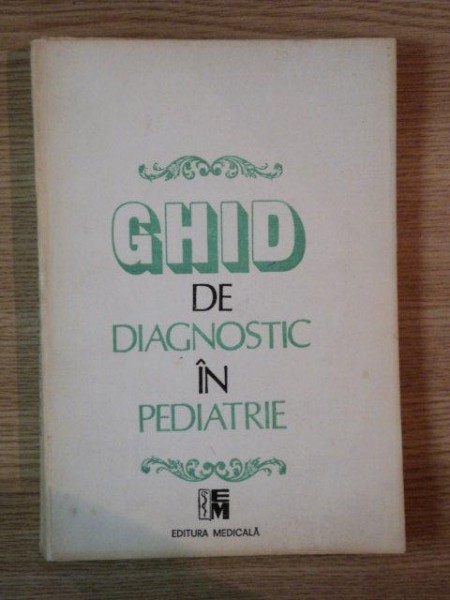 GHID
DE
DIAGNOSTIC
ÎN
PEDIATRIE
EM
EDITURA MEDICALĂ